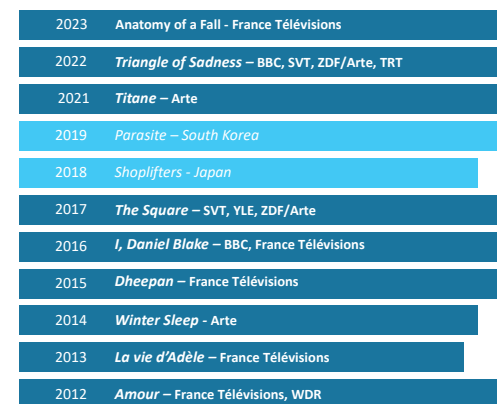 2023 Anatomy of a Fall - France Télévisions
2022 Triangle of Sadness – BBC, SVT, ZDF/Arte, TRT
2021 Titane – Arte
2019 Parasite – South Korea
2018 Shoplifters - Japan
2017 The Square – SVT, YLE, ZDF/Arte
2016 I, Daniel Blake – BBC, France Télévisions
2015 Dheepan – France Télévisions
2014 Winter Sleep - Arte
2013 La vie d’Adèle – France Télévisions
2012 Amour – France Télévisions, WDR